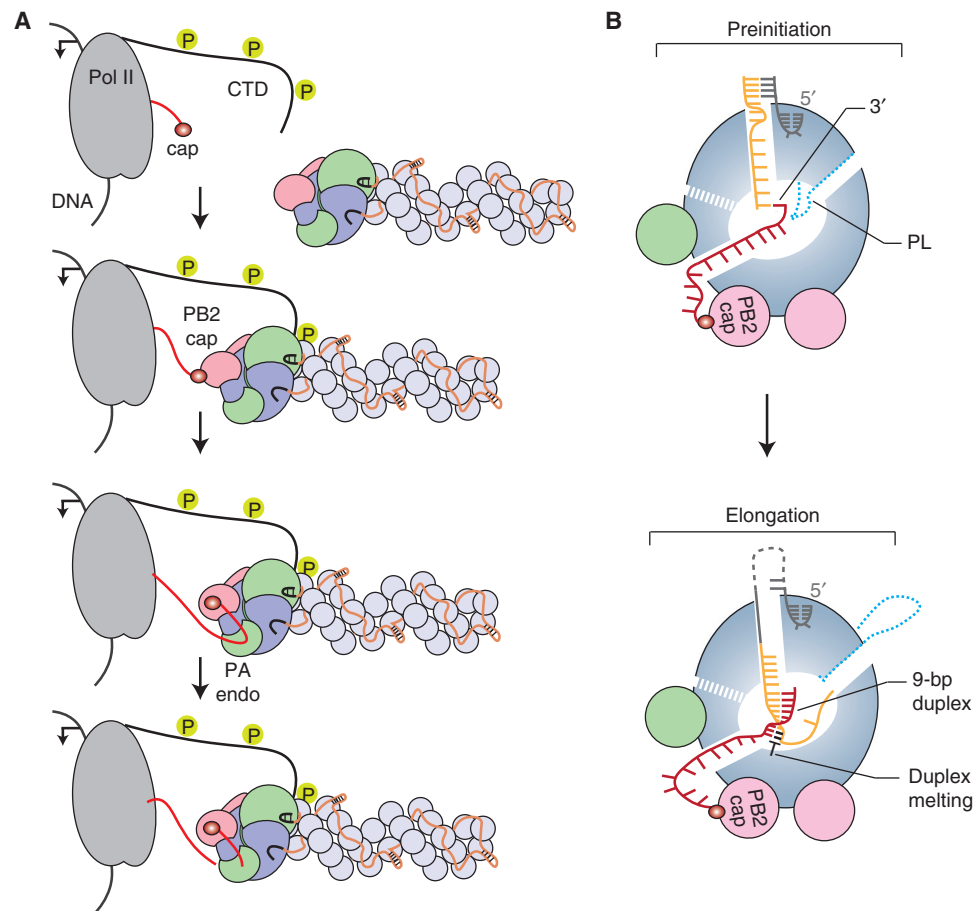 A
P
P
P
Pol II
CTD
cap
DNA
P
P
PB2
cap
P
P
P
P
PA
endo
P
P
P
B
Preinitiation
5′
3′
PL
PB2
cap
Elongation
5′
9-bp
duplex
Duplex
melting
PB2
cap